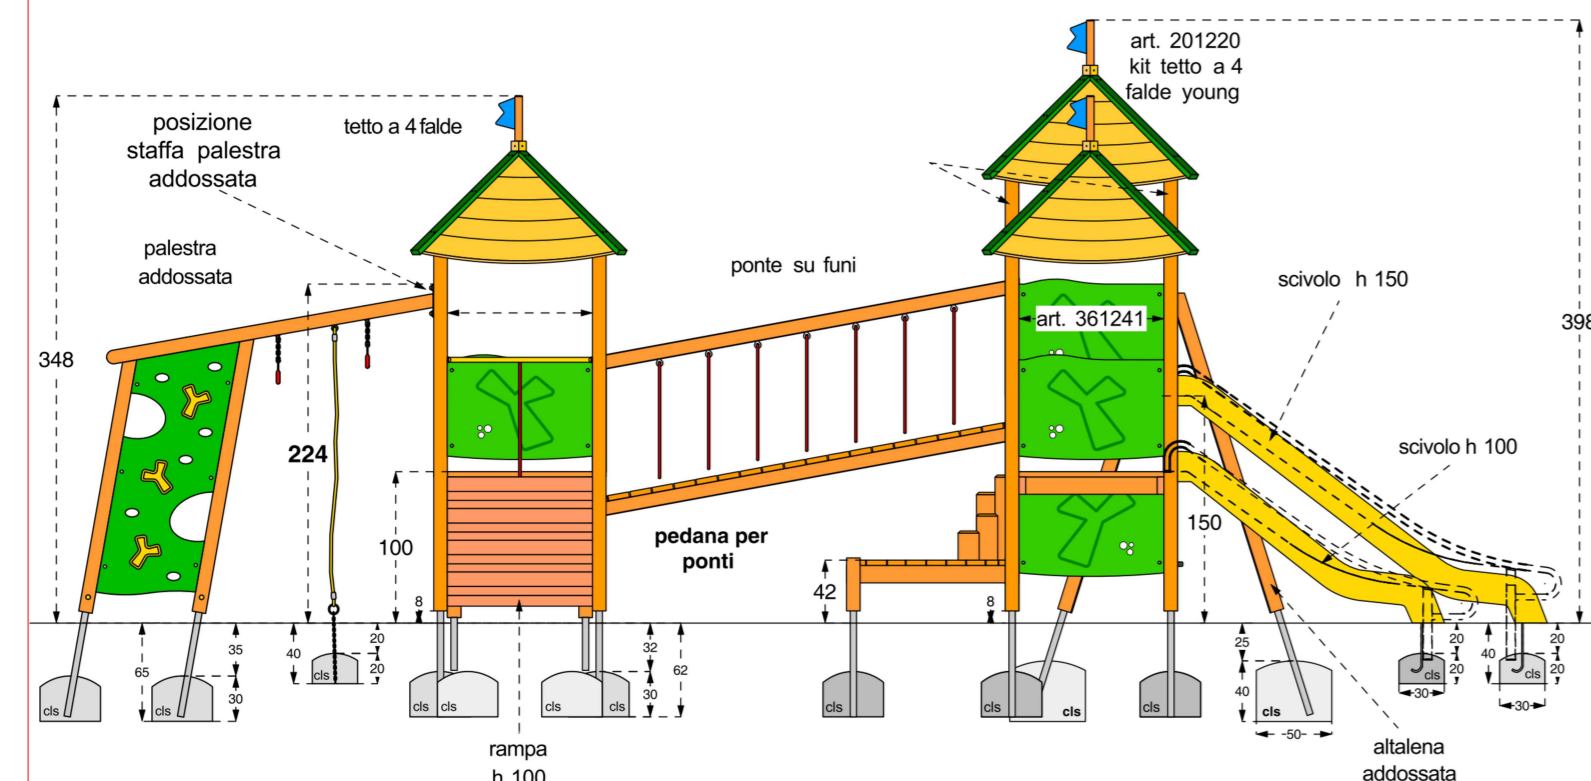 art. 201220
kit tetto a 4
falde young
posizione
staffa palestra
addossata
tetto a 4 falde
palestra
addossata
ponte su funi
scivolo h 150
art. 361241
398
348
224
scivolo h 100
100
pedana per
ponti
150
42
8
8
65
35
30
40
20
20
32
30
62
25
40
50
20
20
30
40
20
20
30
cls
cls
cls
cls
cls
cls
cls
cls
cls
cls
cls
cls
cls
cls
rampa
h 100
altalena
addossata